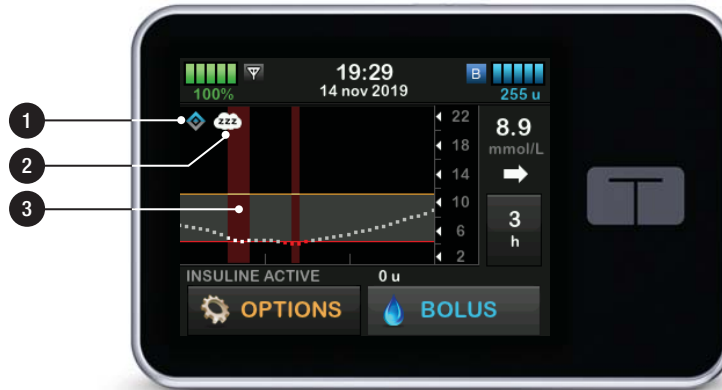 100%
19:29
14 nov 2019
B
255 u
1
2
3
zzz
22
18
14
10
6
2
8.9
mmol/L
3
h
INSULINE ACTIVE 0 u
OPTIONS
BOLUS